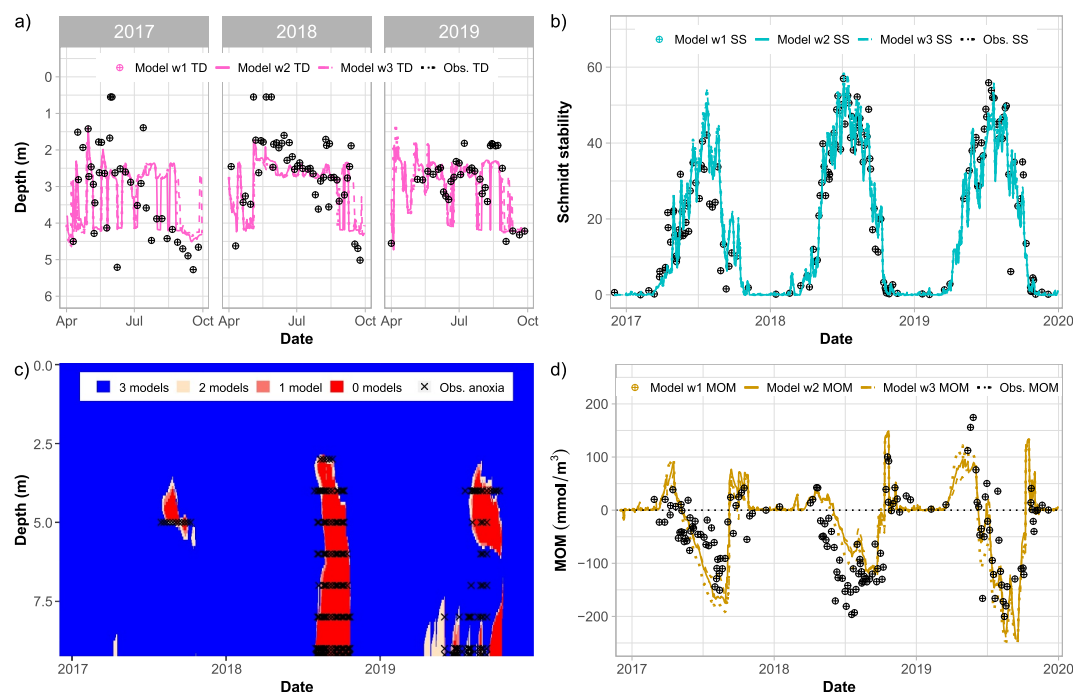 a)
2017
2018
2019
Model w1 TD
Model w2 TD
Model w3 TD
Obs. TD
0
1
2
3
4
5
6
Depth (m)
Apr
Jul
Oct
Apr
Jul
Oct
Apr
Jul
Oct
Date
b)
Model w1 SS
Model w2 SS
Model w3 SS
Obs. SS
60
40
20
0
Schmidt stability
2017
2018
2019
2020
Date
c)
3 models
2 models
1 model
0 models
Obs. anoxia
0.0
2.5
5.0
7.5
Depth (m)
2017
2018
2019
Date
d)
Model w1 MOM
Model w2 MOM
Model w3 MOM
Obs. MOM
200
100
0
−100
−200
MOM (mmol/m³)
2017
2018
2019
2020
Date